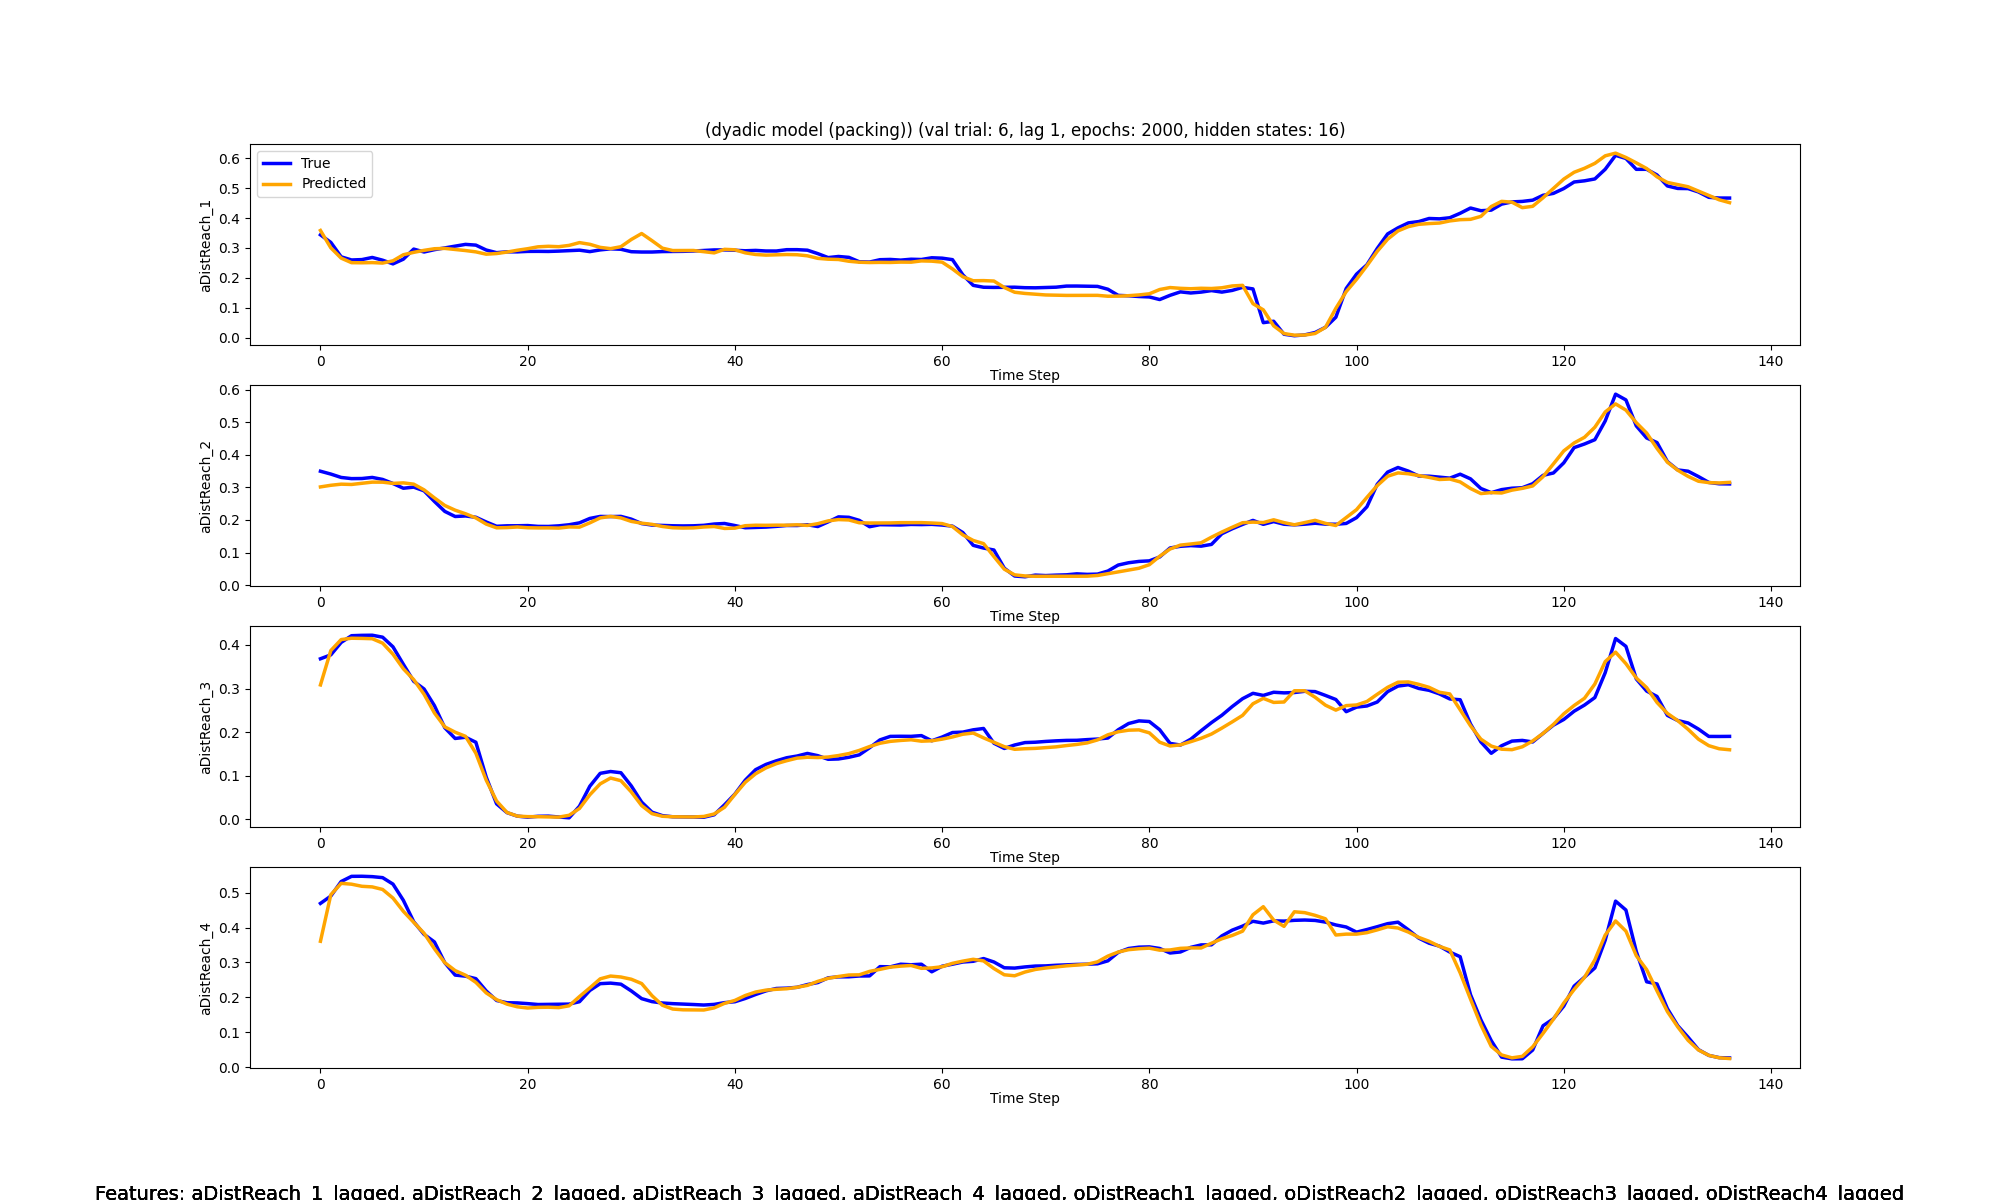 (dyadic model (packing)) (val trial: 6, lag 1, epochs: 2000, hidden states: 16)
True
Predicted
aDistReach_1
0.6
0.5
0.4
0.3
0.2
0.1
0.0
0 20 40 60 80 100 120 140
Time Step
aDistReach_2
0.6
0.5
0.4
0.3
0.2
0.1
0.0
0 20 40 60 80 100 120 140
Time Step
aDistReach_3
0.4
0.3
0.2
0.1
0.0
0 20 40 60 80 100 120 140
Time Step
aDistReach_4
0.5
0.4
0.3
0.2
0.1
0.0
0 20 40 60 80 100 120 140
Time Step
Features: aDistReach_1_lagged, aDistReach_2_lagged, aDistReach_3_lagged, aDistReach_4_lagged, oDistReach1_lagged, oDistReach2_lagged, oDistReach3_lagged, oDistReach4_lagged